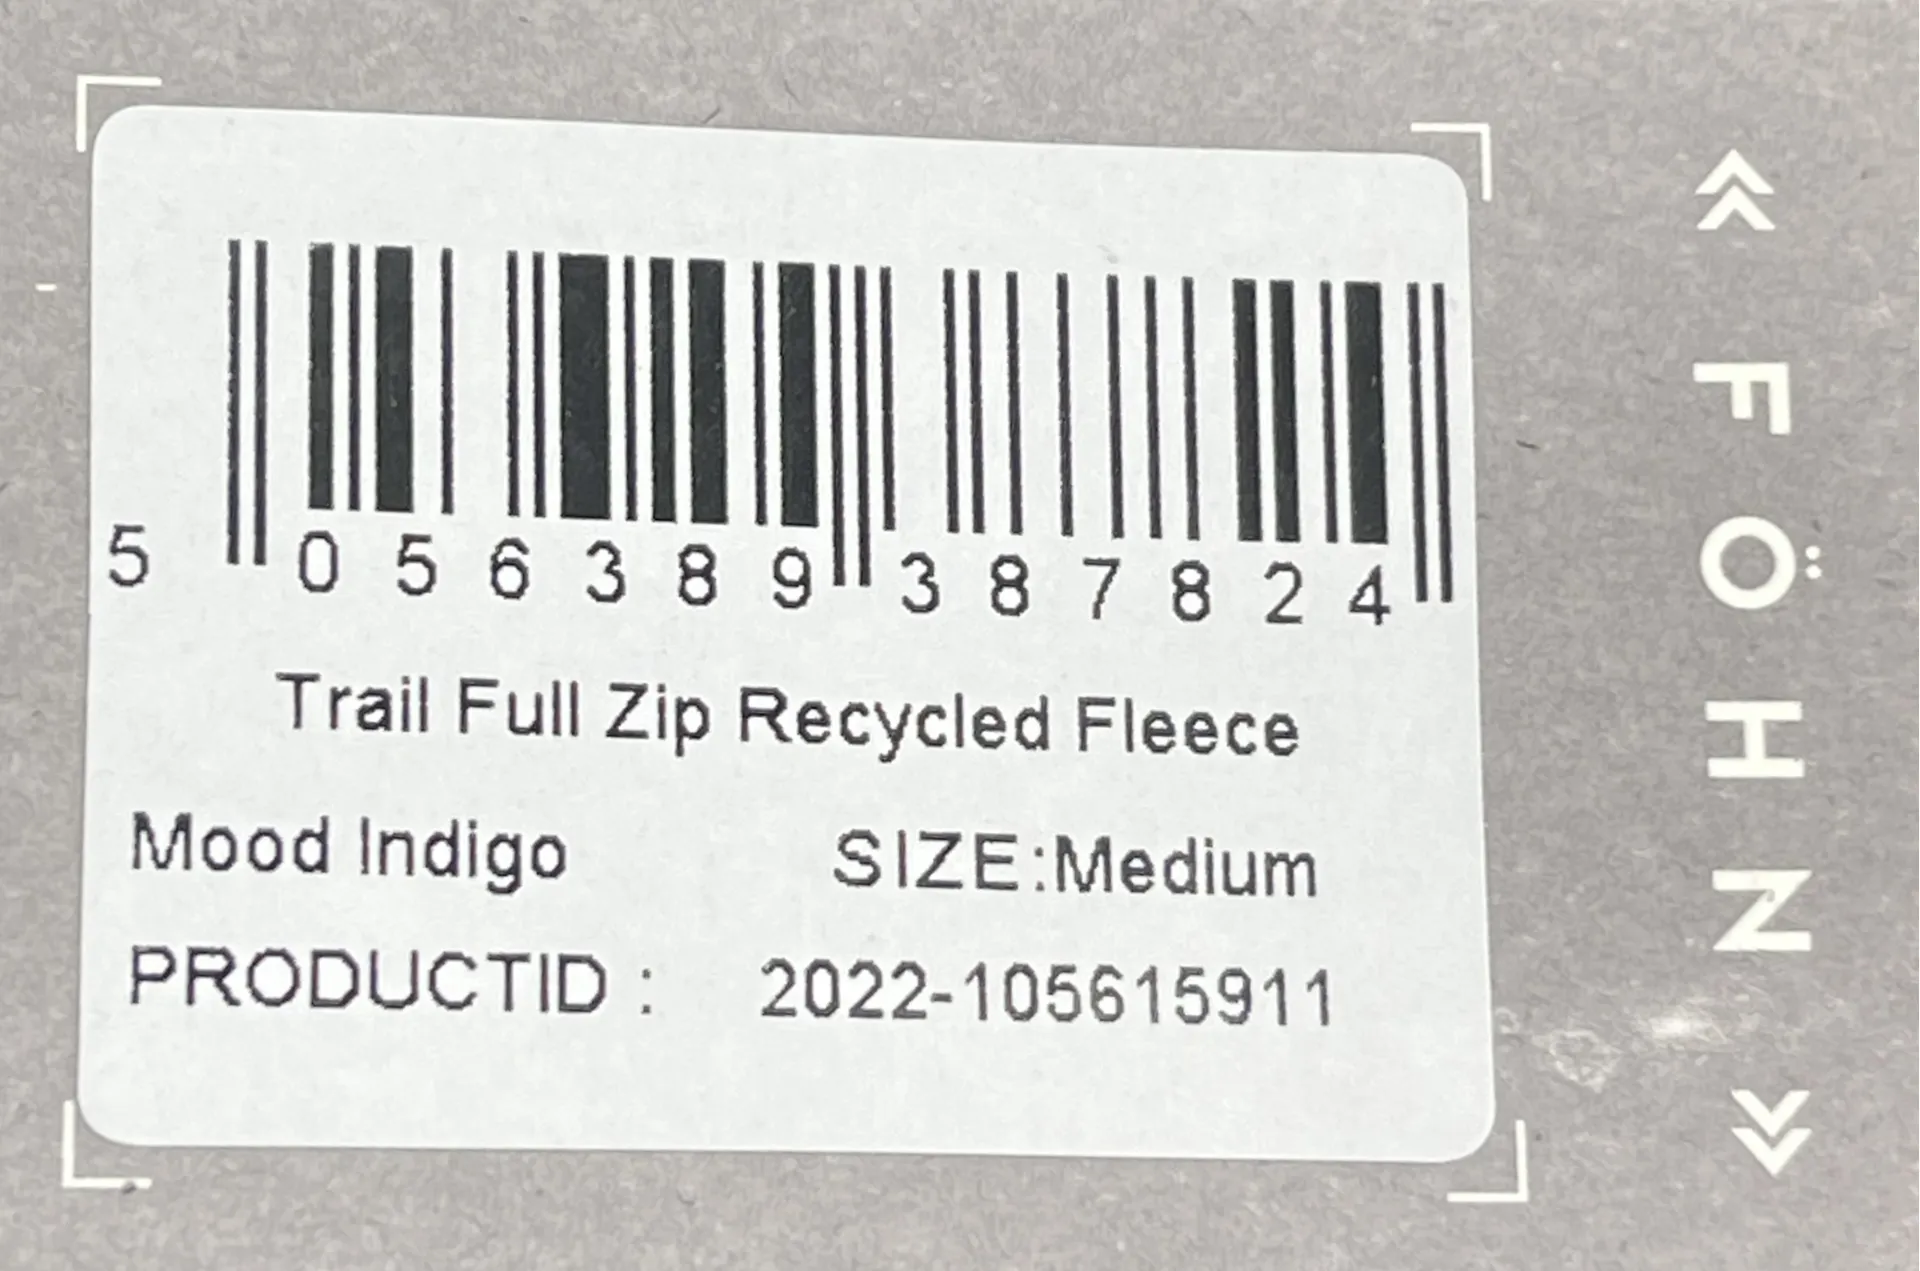 5 056389 387824
Trail Full Zip Recycled Fleece
Mood Indigo SIZE:Medium
PRODUCTID : 2022-105615911
FÖHN